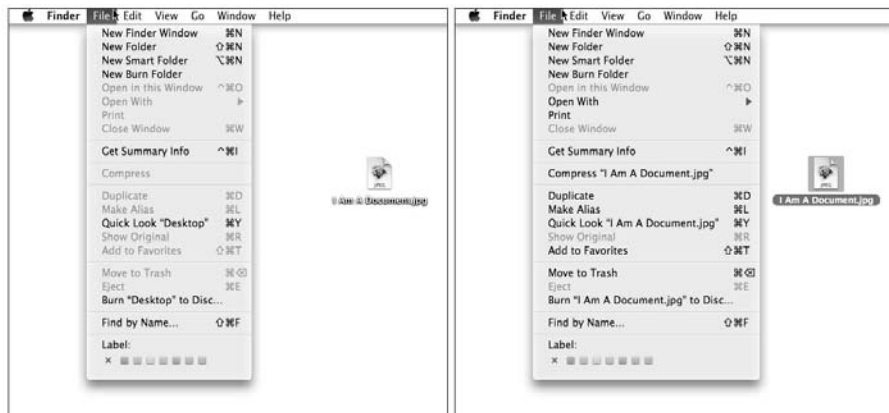 Finder File Edit View Go Window Help
New Finder Window ⌘N
New Folder ⇧⌘N
New Smart Folder ⌥⌘N
New Burn Folder
Open in this Window ^⌘O
Open With ▶
Print
Close Window ⌘W
Get Summary Info ^⌘I
Compress
Duplicate ⌘D
Make Alias ⌘L
Quick Look "Desktop" ⌘Y
Show Original ⌘R
Add to Favorites ⇧⌘T
Move to Trash ⌘⌫
Eject ⌘E
Burn "Desktop" to Disc...
Find by Name... ⇧⌘F
Label:
×
JPEG
I Am A Document.jpg
Finder File Edit View Go Window Help
New Finder Window ⌘N
New Folder ⇧⌘N
New Smart Folder ⌥⌘N
New Burn Folder
Open in this Window ^⌘O
Open With ▶
Print
Close Window ⌘W
Get Summary Info ^⌘I
Compress "I Am A Document.jpg"
Duplicate ⌘D
Make Alias ⌘L
Quick Look "I Am A Document.jpg" ⌘Y
Show Original ⌘R
Add to Favorites ⇧⌘T
Move to Trash ⌘⌫
Eject ⌘E
Burn "I Am A Document.jpg" to Disc...
Find by Name... ⇧⌘F
Label:
×
JPEG
I Am A Document.jpg